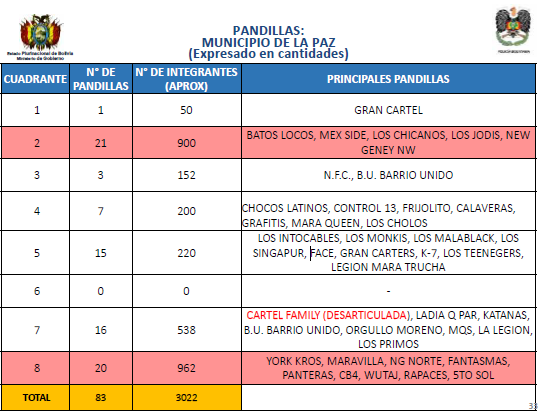 PANDILLAS:
MUNICIPIO DE LA PAZ
(Expresado en cantidades)
Estado Plurinacional de Bolivia
Ministerio de Gobierno
POLICIA BOLIVIANA
CUADRANTE N° DE PANDILLAS N° DE INTEGRANTES (APROX) PRINCIPALES PANDILLAS
1 1 50 GRAN CARTEL
2 21 900 BATOS LOCOS, MEX SIDE, LOS CHICANOS, LOS JODIS, NEW
GENEY NW
3 3 152 N.F.C., B.U. BARRIO UNIDO
4 7 200 CHOCOS LATINOS, CONTROL 13, FRIJOLITO, CALAVERAS,
GRAFITIS, MARA QUEEN, LOS CHOLOS
5 15 220 LOS INTOCABLES, LOS MONKIS, LOS MALABLACK, LOS
SINGAPUR, FACE, GRAN CARTERS, K-7, LOS TEENEGERS,
LEGION MARA TRUCHA
6 0 0 -
7 16 538 CARTEL FAMILY (DESARTICULADA), LADIA Q PAR, KATANAS,
B.U. BARRIO UNIDO, ORGULLO MORENO, MQS, LA LEGION,
LOS PRIMOS
8 20 962 YORK KROS, MARAVILLA, NG NORTE, FANTASMAS,
PANTERAS, CB4, WUTAJ, RAPACES, 5TO SOL
TOTAL 83 3022